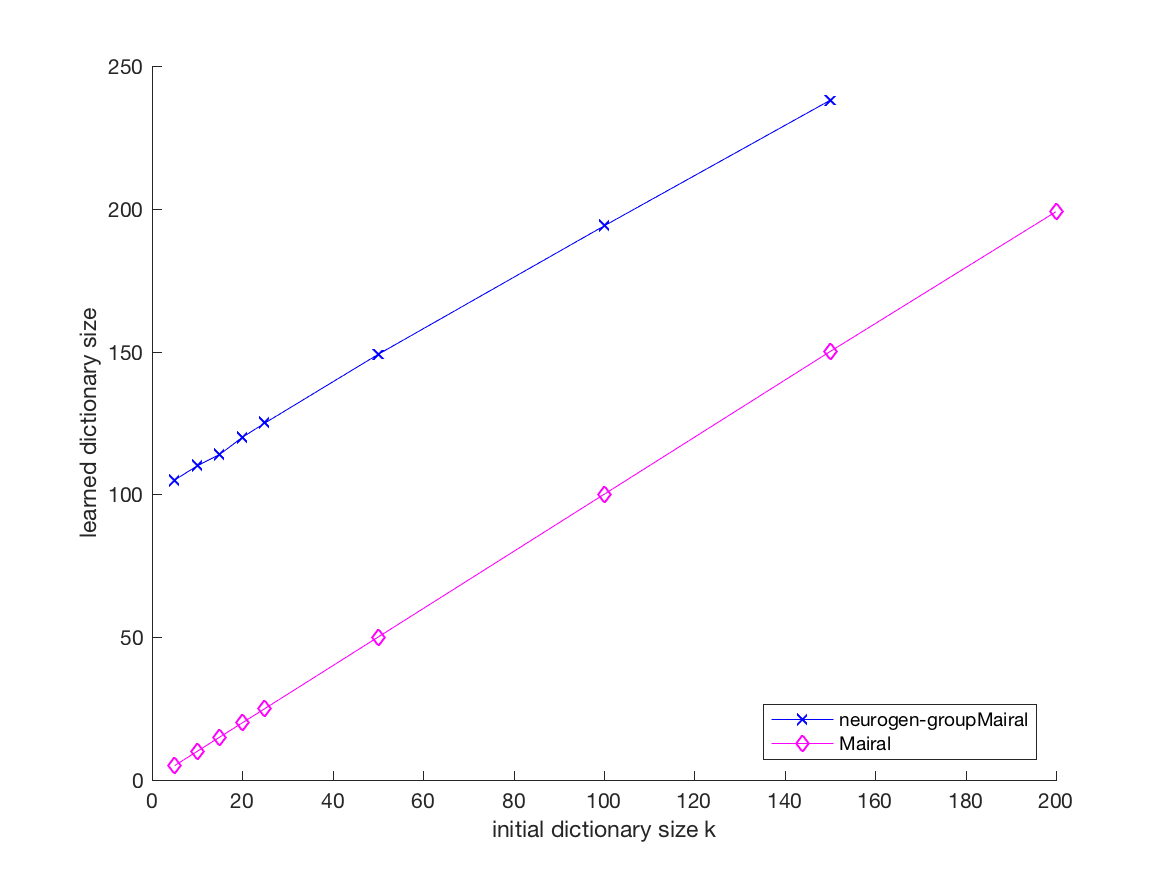 250
200
150
100
50
0
learned dictionary size
neurogen-groupMairal
Mairal
0 20 40 60 80 100 120 140 160 180 200
initial dictionary size k